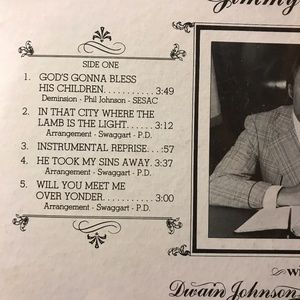 Jimmy
SIDE ONE
1. GOD'S GONNA BLESS
HIS CHILDREN.......... 3:49
Deminston - Phil Johnson - SESAC
2. IN THAT CITY WHERE THE
LAMB IS THE LIGHT...... 3:12
Arrangement - Swaggart - P.D.
3. INSTRUMENTAL REPRISE.... :57
4. HE TOOK MY SINS AWAY. 3:37
Arrangement - Swaggart - P.D.
5. WILL YOU MEET ME
OVER YONDER......... 3:00
Arrangement - Swaggart - P.D.
Dwain Johnson,